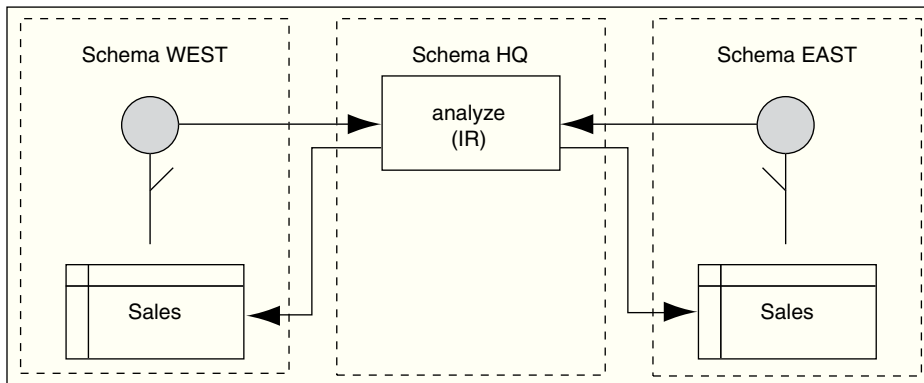 Schema WEST
Schema HQ
Schema EAST
analyze
(IR)
Sales
Sales